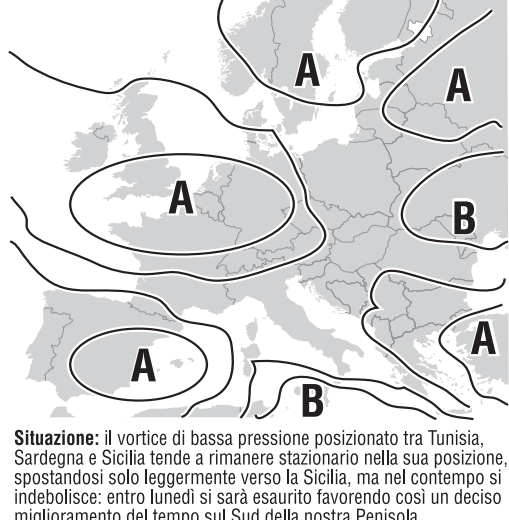 A
A
A
B
A
A
B
Situazione: il vortice di bassa pressione posizionato tra Tunisia,
Sardegna e Sicilia tende a rimanere stazionario nella sua posizione,
spostandosi solo leggermente verso la Sicilia, ma nel contempo si
indebolisce: entro lunedì si sarà esaurito favorendo così un deciso
miglioramento del tempo sul Sud della nostra Penisola.